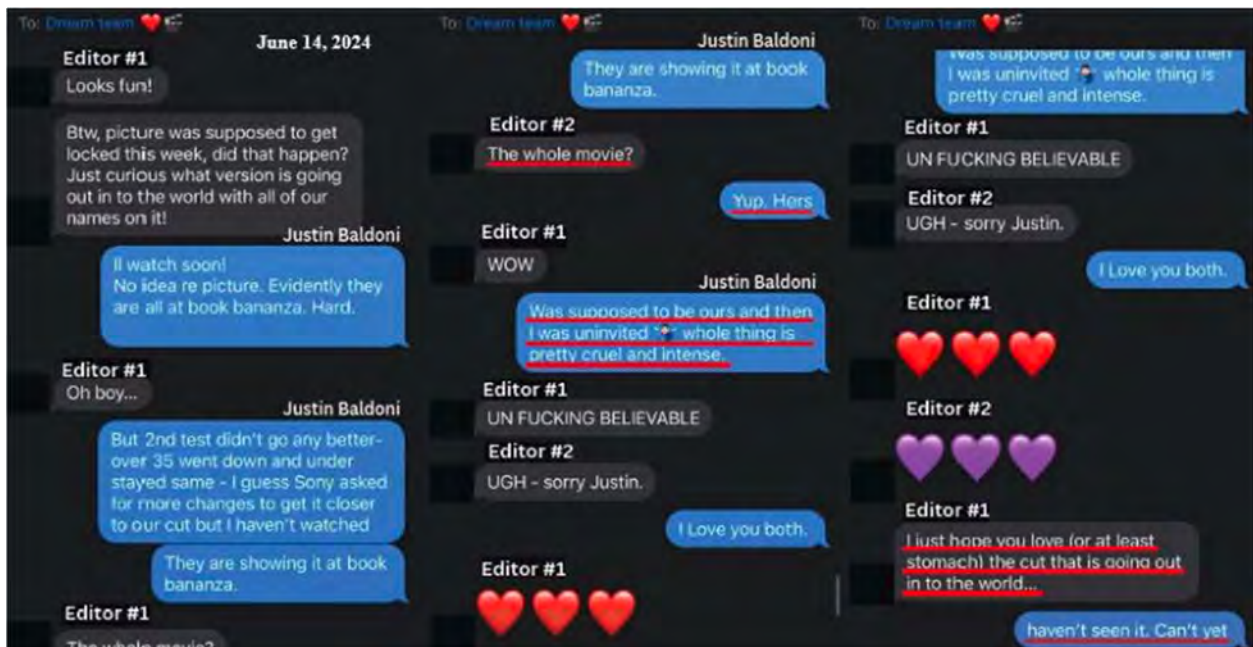 To: Dream team ❤️🎬
June 14, 2024
Editor #1
Looks fun!
Btw, picture was supposed to get
locked this week, did that happen?
Just curious what version is going
out in to the world with all of our
names on it!
Justin Baldoni
Il watch soon!
No idea re picture. Evidently they
are all at book bananza. Hard.
Editor #1
Oh boy...
Justin Baldoni
But 2nd test didn't go any better-
over 35 went down and under
stayed same - I guess Sony asked
for more changes to get it closer
to our cut but I haven't watched
They are showing it at book
bananza.
Editor #1
The whole movie?
To: Dream team ❤️🎬
Justin Baldoni
They are showing it at book
bananza.
Editor #2
The whole movie?
Yup. Hers
Editor #1
WOW
Justin Baldoni
Was supposed to be ours and then
I was uninvited 🤷🏻‍♂️ whole thing is
pretty cruel and intense.
Editor #1
UN FUCKING BELIEVABLE
Editor #2
UGH - sorry Justin.
I Love you both.
Editor #1
❤️❤️❤️
To: Dream team ❤️🎬
Was supposed to be ours and then
I was uninvited 🤷🏻‍♂️ whole thing is
pretty cruel and intense.
Editor #1
UN FUCKING BELIEVABLE
Editor #2
UGH - sorry Justin.
I Love you both.
Editor #1
❤️❤️❤️
Editor #2
💜💜💜
Editor #1
I just hope you love (or at least
stomach) the cut that is going out
in to the world...
haven't seen it. Can't yet